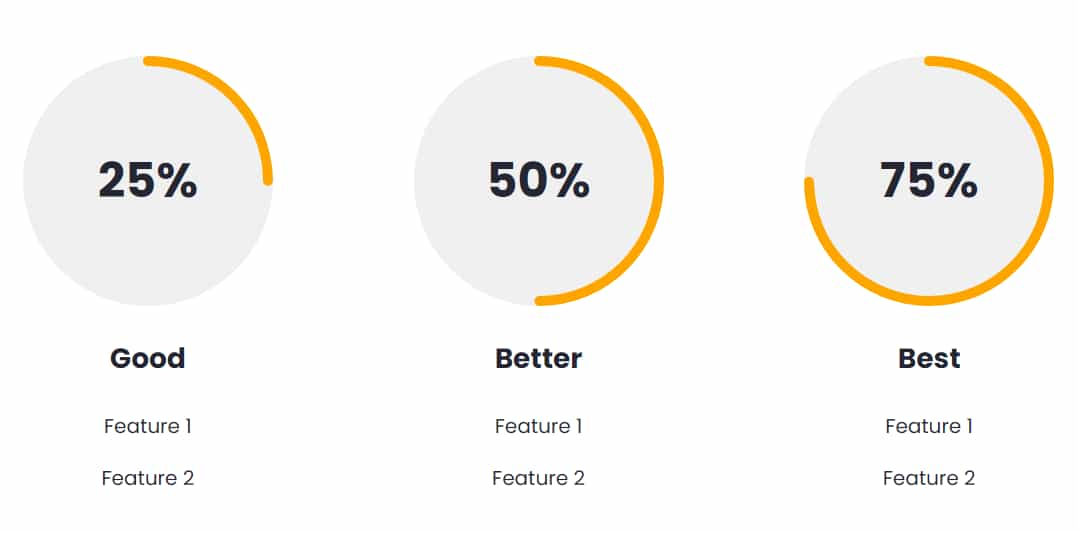 25%
50%
75%
Good
Better
Best
Feature 1
Feature 1
Feature 1
Feature 2
Feature 2
Feature 2